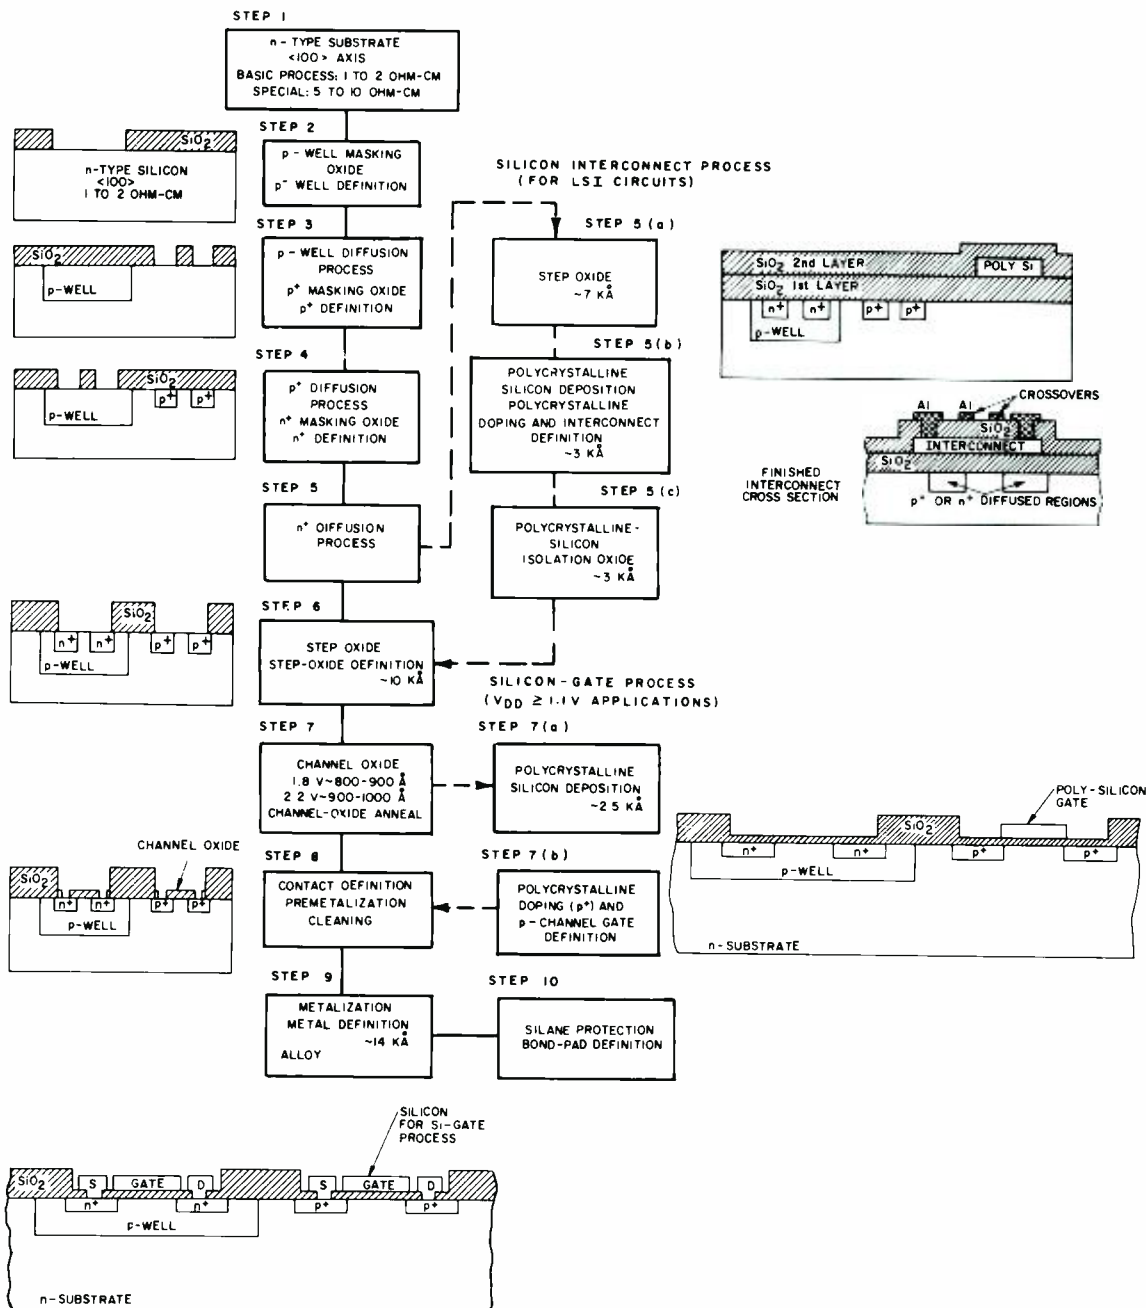 STEP 1
n-TYPE SUBSTRATE
<100> AXIS
BASIC PROCESS: 1 TO 2 OHM-CM
SPECIAL: 5 TO 10 OHM-CM
SiO2
n-TYPE SILICON
<100>
1 TO 2 OHM-CM
STEP 2
p-WELL MASKING
OXIDE
p- WELL DEFINITION
SiO2
p-WELL
STEP 3
p-WELL DIFFUSION
PROCESS
p+ MASKING OXIDE
p+ DEFINITION
SiO2
p-WELL
p+
p+
STEP 4
p+ DIFFUSION
PROCESS
n+ MASKING OXIDE
n+ DEFINITION
STEP 5
n+ DIFFUSION
PROCESS
SILICON INTERCONNECT PROCESS
(FOR LSI CIRCUITS)
STEP 5(a)
STEP OXIDE
~7 KÅ
STEP 5(b)
POLYCRYSTALLINE
SILICON DEPOSITION
POLYCRYSTALLINE
DOPING AND INTERCONNECT
DEFINITION
~3 KÅ
STEP 5(c)
POLYCRYSTALLINE-
SILICON
ISOLATION OXIDE
~3 KÅ
SiO2 2nd LAYER
POLY Si
SiO2 1st LAYER
n+
n+
p+
p+
p-WELL
Al
Al
CROSSOVERS
SiO2
INTERCONNECT
SiO2
FINISHED
INTERCONNECT
CROSS SECTION
p+ OR n+ DIFFUSED REGIONS
SiO2
n+
n+
p+
p+
p-WELL
STEP 6
STEP OXIDE
STEP-OXIDE DEFINITION
~10 KÅ
SILICON-GATE PROCESS
(VDD ≥ 1.1V APPLICATIONS)
STEP 7
CHANNEL OXIDE
1.8 V~800-900 Å
2.2 V~900-1000 Å
CHANNEL-OXIDE ANNEAL
STEP 7(a)
POLYCRYSTALLINE
SILICON DEPOSITION
~2.5 KÅ
POLY-SILICON
GATE
SiO2
n+
n+
p+
p+
p-WELL
n-SUBSTRATE
CHANNEL OXIDE
SiO2
n+
n+
p+
p+
p-WELL
STEP 8
CONTACT DEFINITION
PREMETALIZATION
CLEANING
STEP 7(b)
POLYCRYSTALLINE
DOPING (p+) AND
p-CHANNEL GATE
DEFINITION
STEP 9
METALIZATION
METAL DEFINITION
~14 KÅ
ALLOY
STEP 10
SILANE PROTECTION
BOND-PAD DEFINITION
SILICON
FOR Si-GATE
PROCESS
SiO2
S
GATE
D
S
GATE
D
n+
n+
p+
p+
p-WELL
n-SUBSTRATE